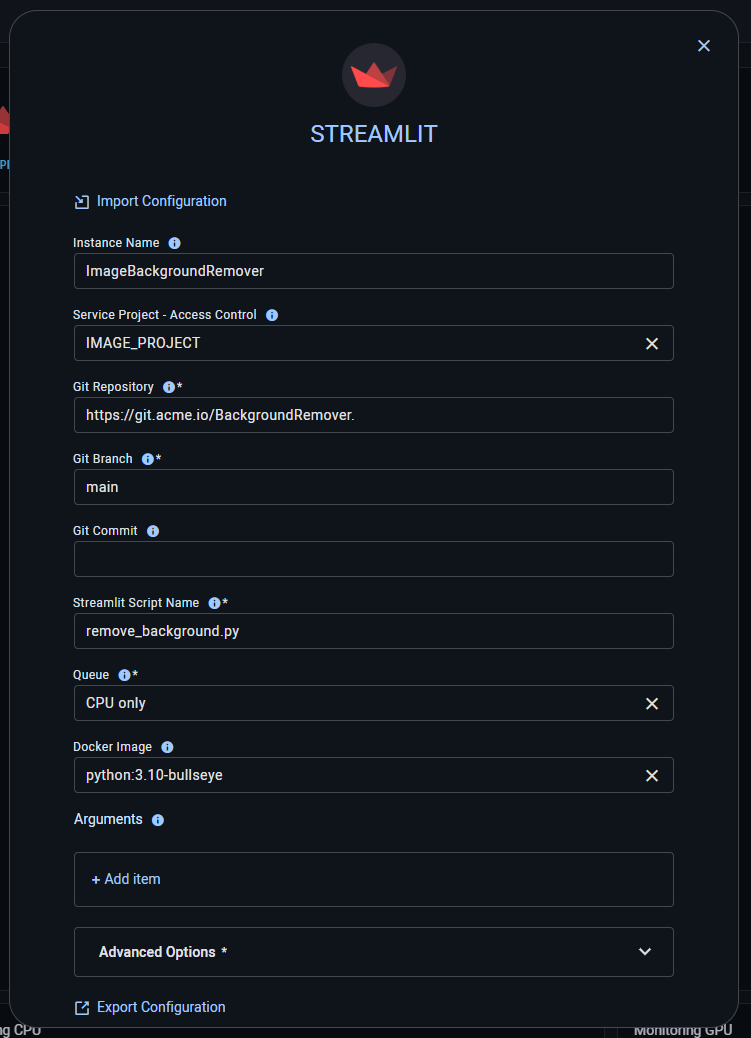 STREAMLIT
Import Configuration
Instance Name
ImageBackgroundRemover
Service Project - Access Control
IMAGE_PROJECT
Git Repository *
https://git.acme.io/BackgroundRemover.
Git Branch *
main
Git Commit
Streamlit Script Name *
remove_background.py
Queue *
CPU only
Docker Image
python:3.10-bullseye
Arguments
+ Add item
Advanced Options *
Export Configuration
ng CPU
Monitoring GPU